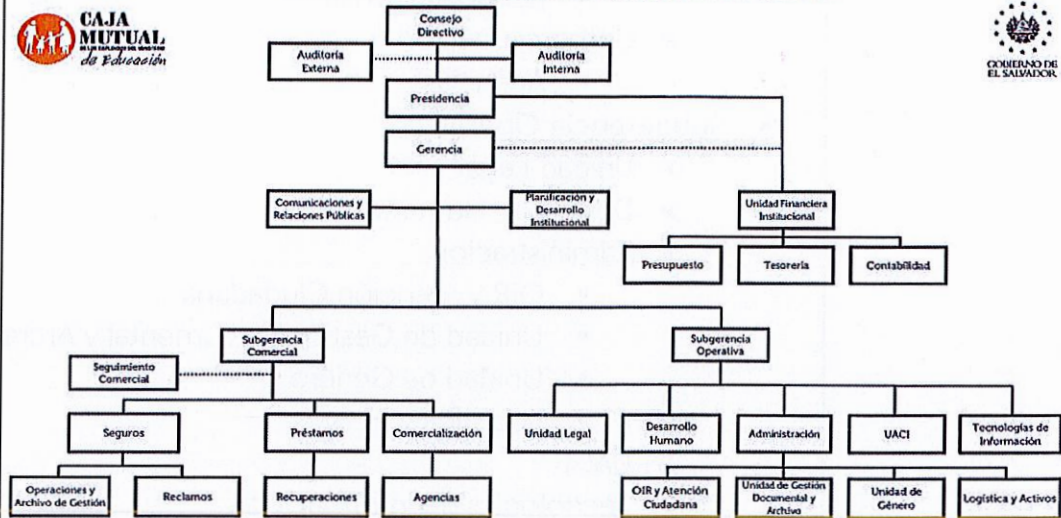 CAJA
MUTUAL
de Educación
GOBIERNO DE
EL SALVADOR
Consejo
Directivo
Auditoría
Externa
Auditoría
Interna
Presidencia
Gerencia
Comunicaciones y
Relaciones Públicas
Planificación y
Desarrollo
Institucional
Unidad Financiera
Institucional
Presupuesto
Tesorería
Contabilidad
Subgerencia
Comercial
Subgerencia
Operativa
Seguimiento
Comercial
Seguros
Préstamos
Comercialización
Unidad Legal
Desarrollo
Humano
Administración
UACI
Tecnologías de
Información
Operaciones y
Archivo de Gestión
Reclamos
Recuperaciones
Agencias
OIR y Atención
Ciudadana
Unidad de Gestión
Documental y
Archivo
Unidad de
Género
Logística y Activos